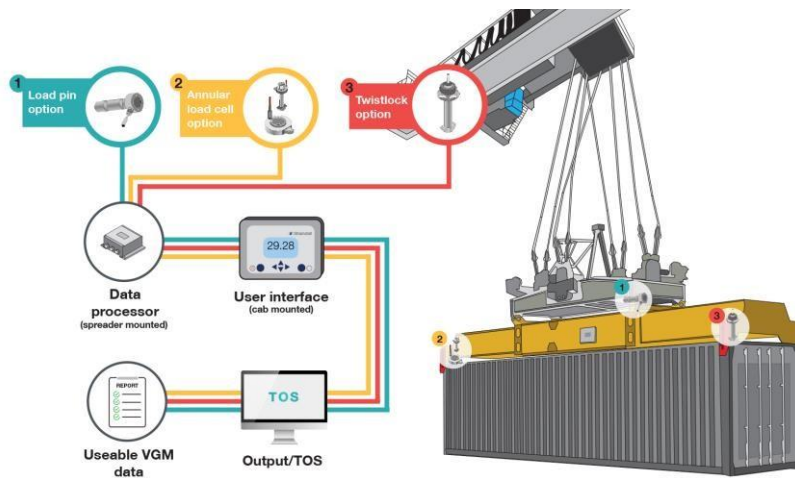 1
Load pin
option
2
Annular
load cell
option
3
Twistlock
option
29.28
Data
processor
(spreader mounted)
User interface
(cab mounted)
REPORT
TOS
Useable VGM
data
Output/TOS
1
2
3